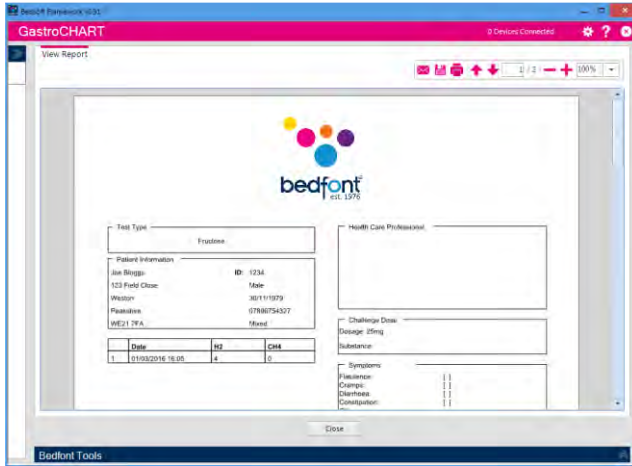 Bedfont Framework v0.91
GastroCHART
0 Devices Connected
View Report
1 / 2
100%
bedfont®
est. 1976
Test Type
Fructose
Patient Information
Joe Bloggs ID: 1234
123 Field Close Male
Weston 30/11/1979
Peakshire 07886754327
WE21 7FA Mixed
Date H2 CH4
1 01/03/2016 16:05 4 0
Health Care Professional
Challenge Dose
Dosage: 25mg
Substance:
Symptoms
Flatulence: [ ]
Cramps: [ ]
Diarrhoea: [ ]
Constipation: [ ]
Close
Bedfont Tools